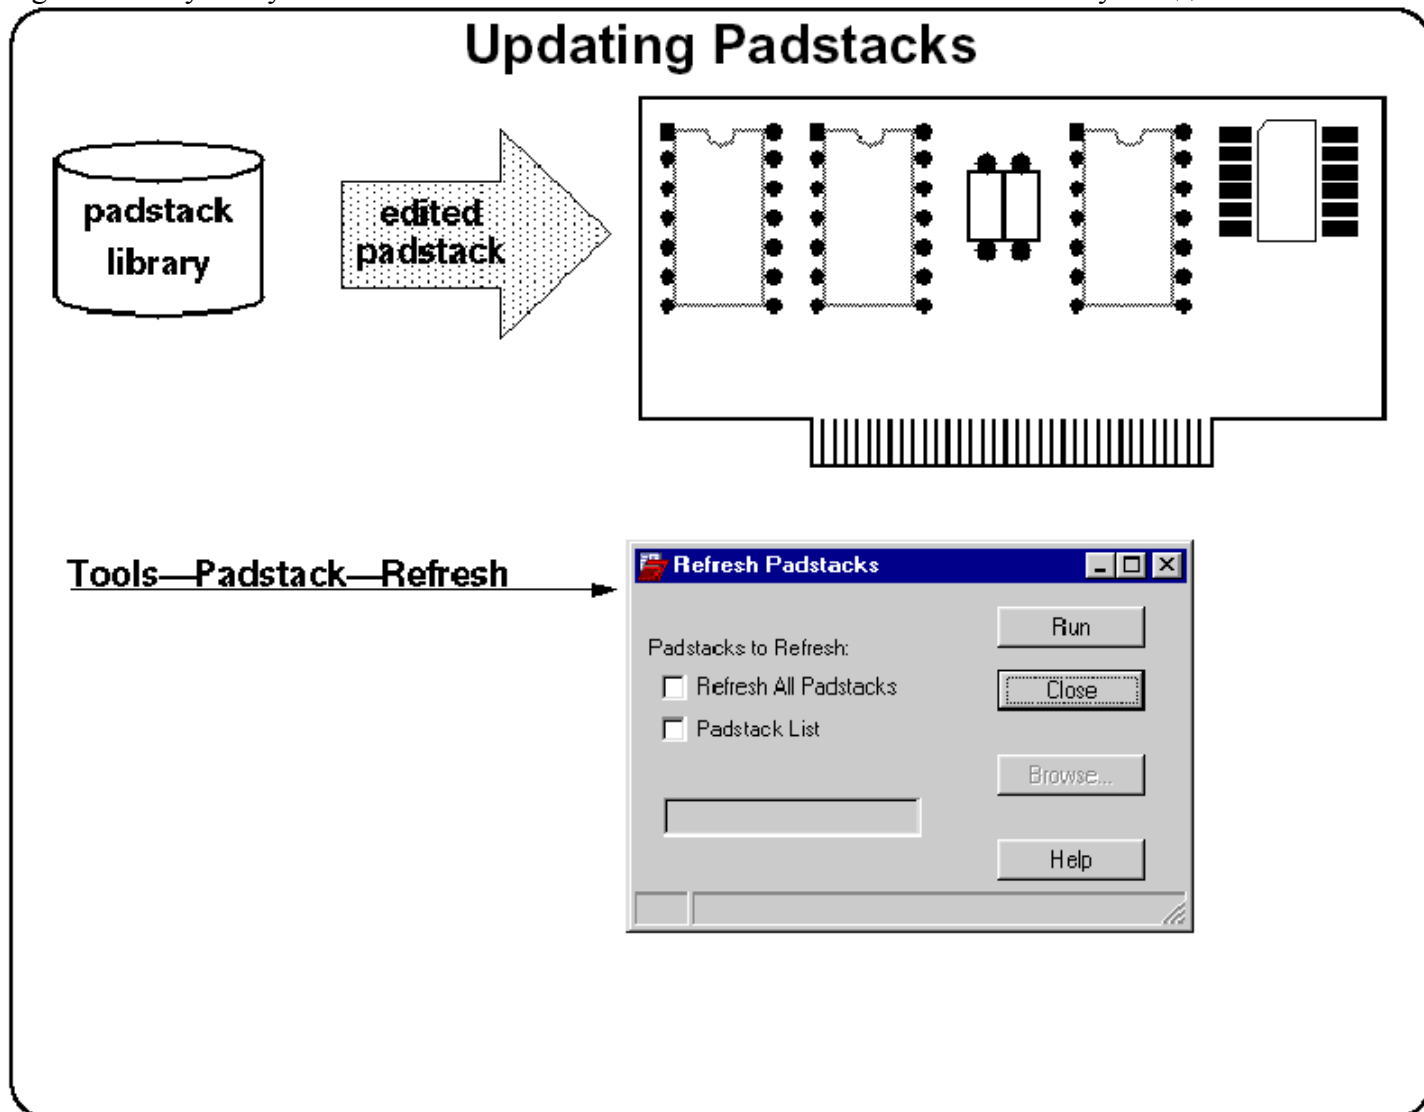 Updating Padstacks
padstack
library
edited
padstack
Tools—Padstack—Refresh
Refresh Padstacks
Padstacks to Refresh:
Refresh All Padstacks
Padstack List
Run
Close
Browse...
Help